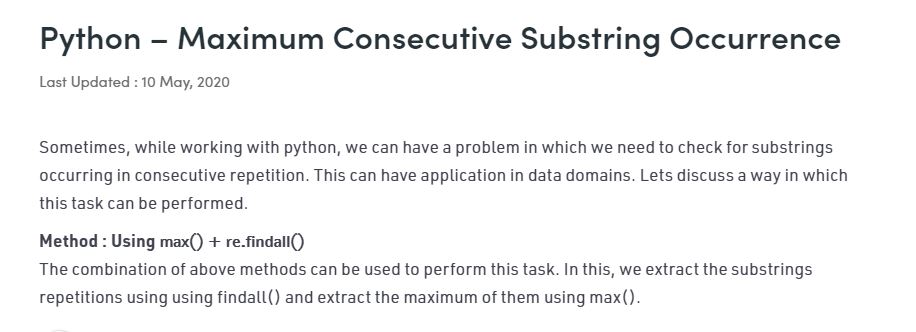 Python – Maximum Consecutive Substring Occurrence
Last Updated : 10 May, 2020
Sometimes, while working with python, we can have a problem in which we need to check for substrings
occurring in consecutive repetition. This can have application in data domains. Lets discuss a way in which
this task can be performed.
Method : Using max() + re.findall()
The combination of above methods can be used to perform this task. In this, we extract the substrings
repetitions using using findall() and extract the maximum of them using max().